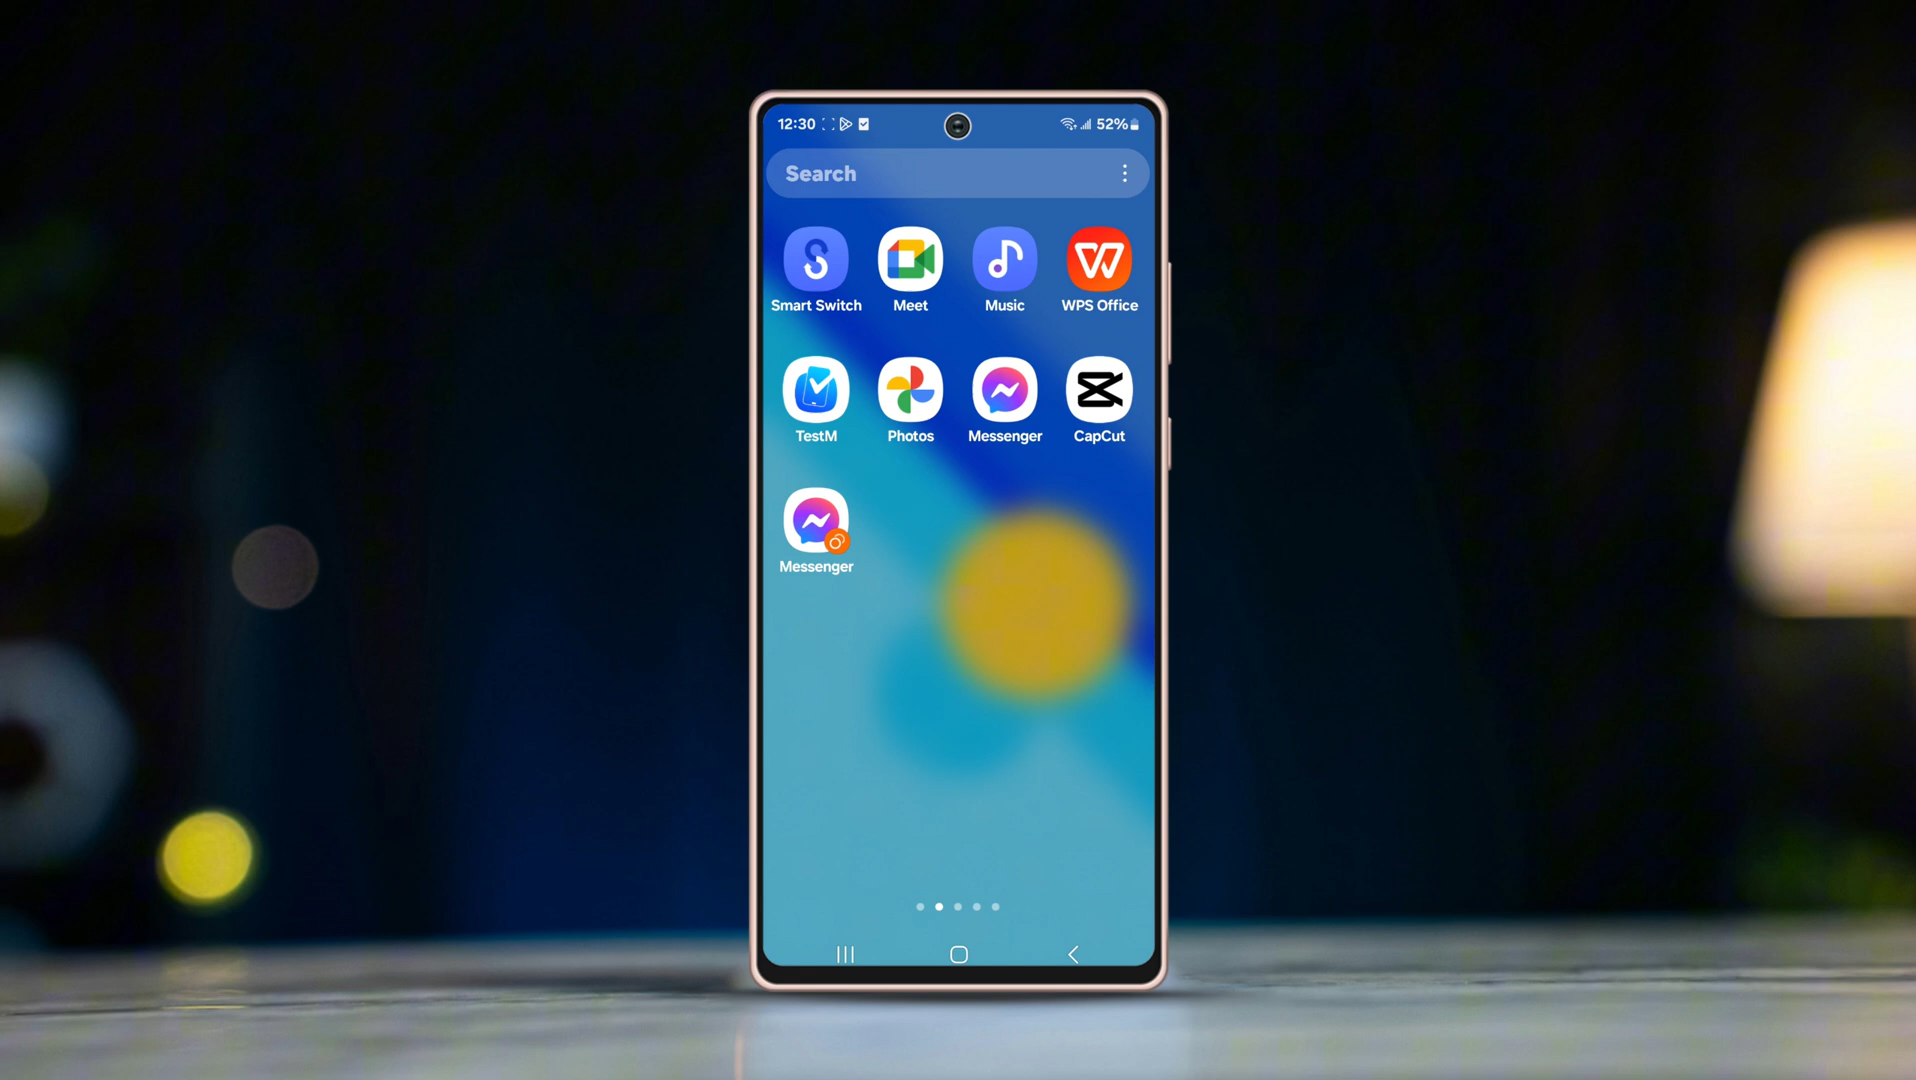 12:30 52%
Search
Smart Switch Meet Music WPS Office
TestM Photos Messenger CapCut
Messenger